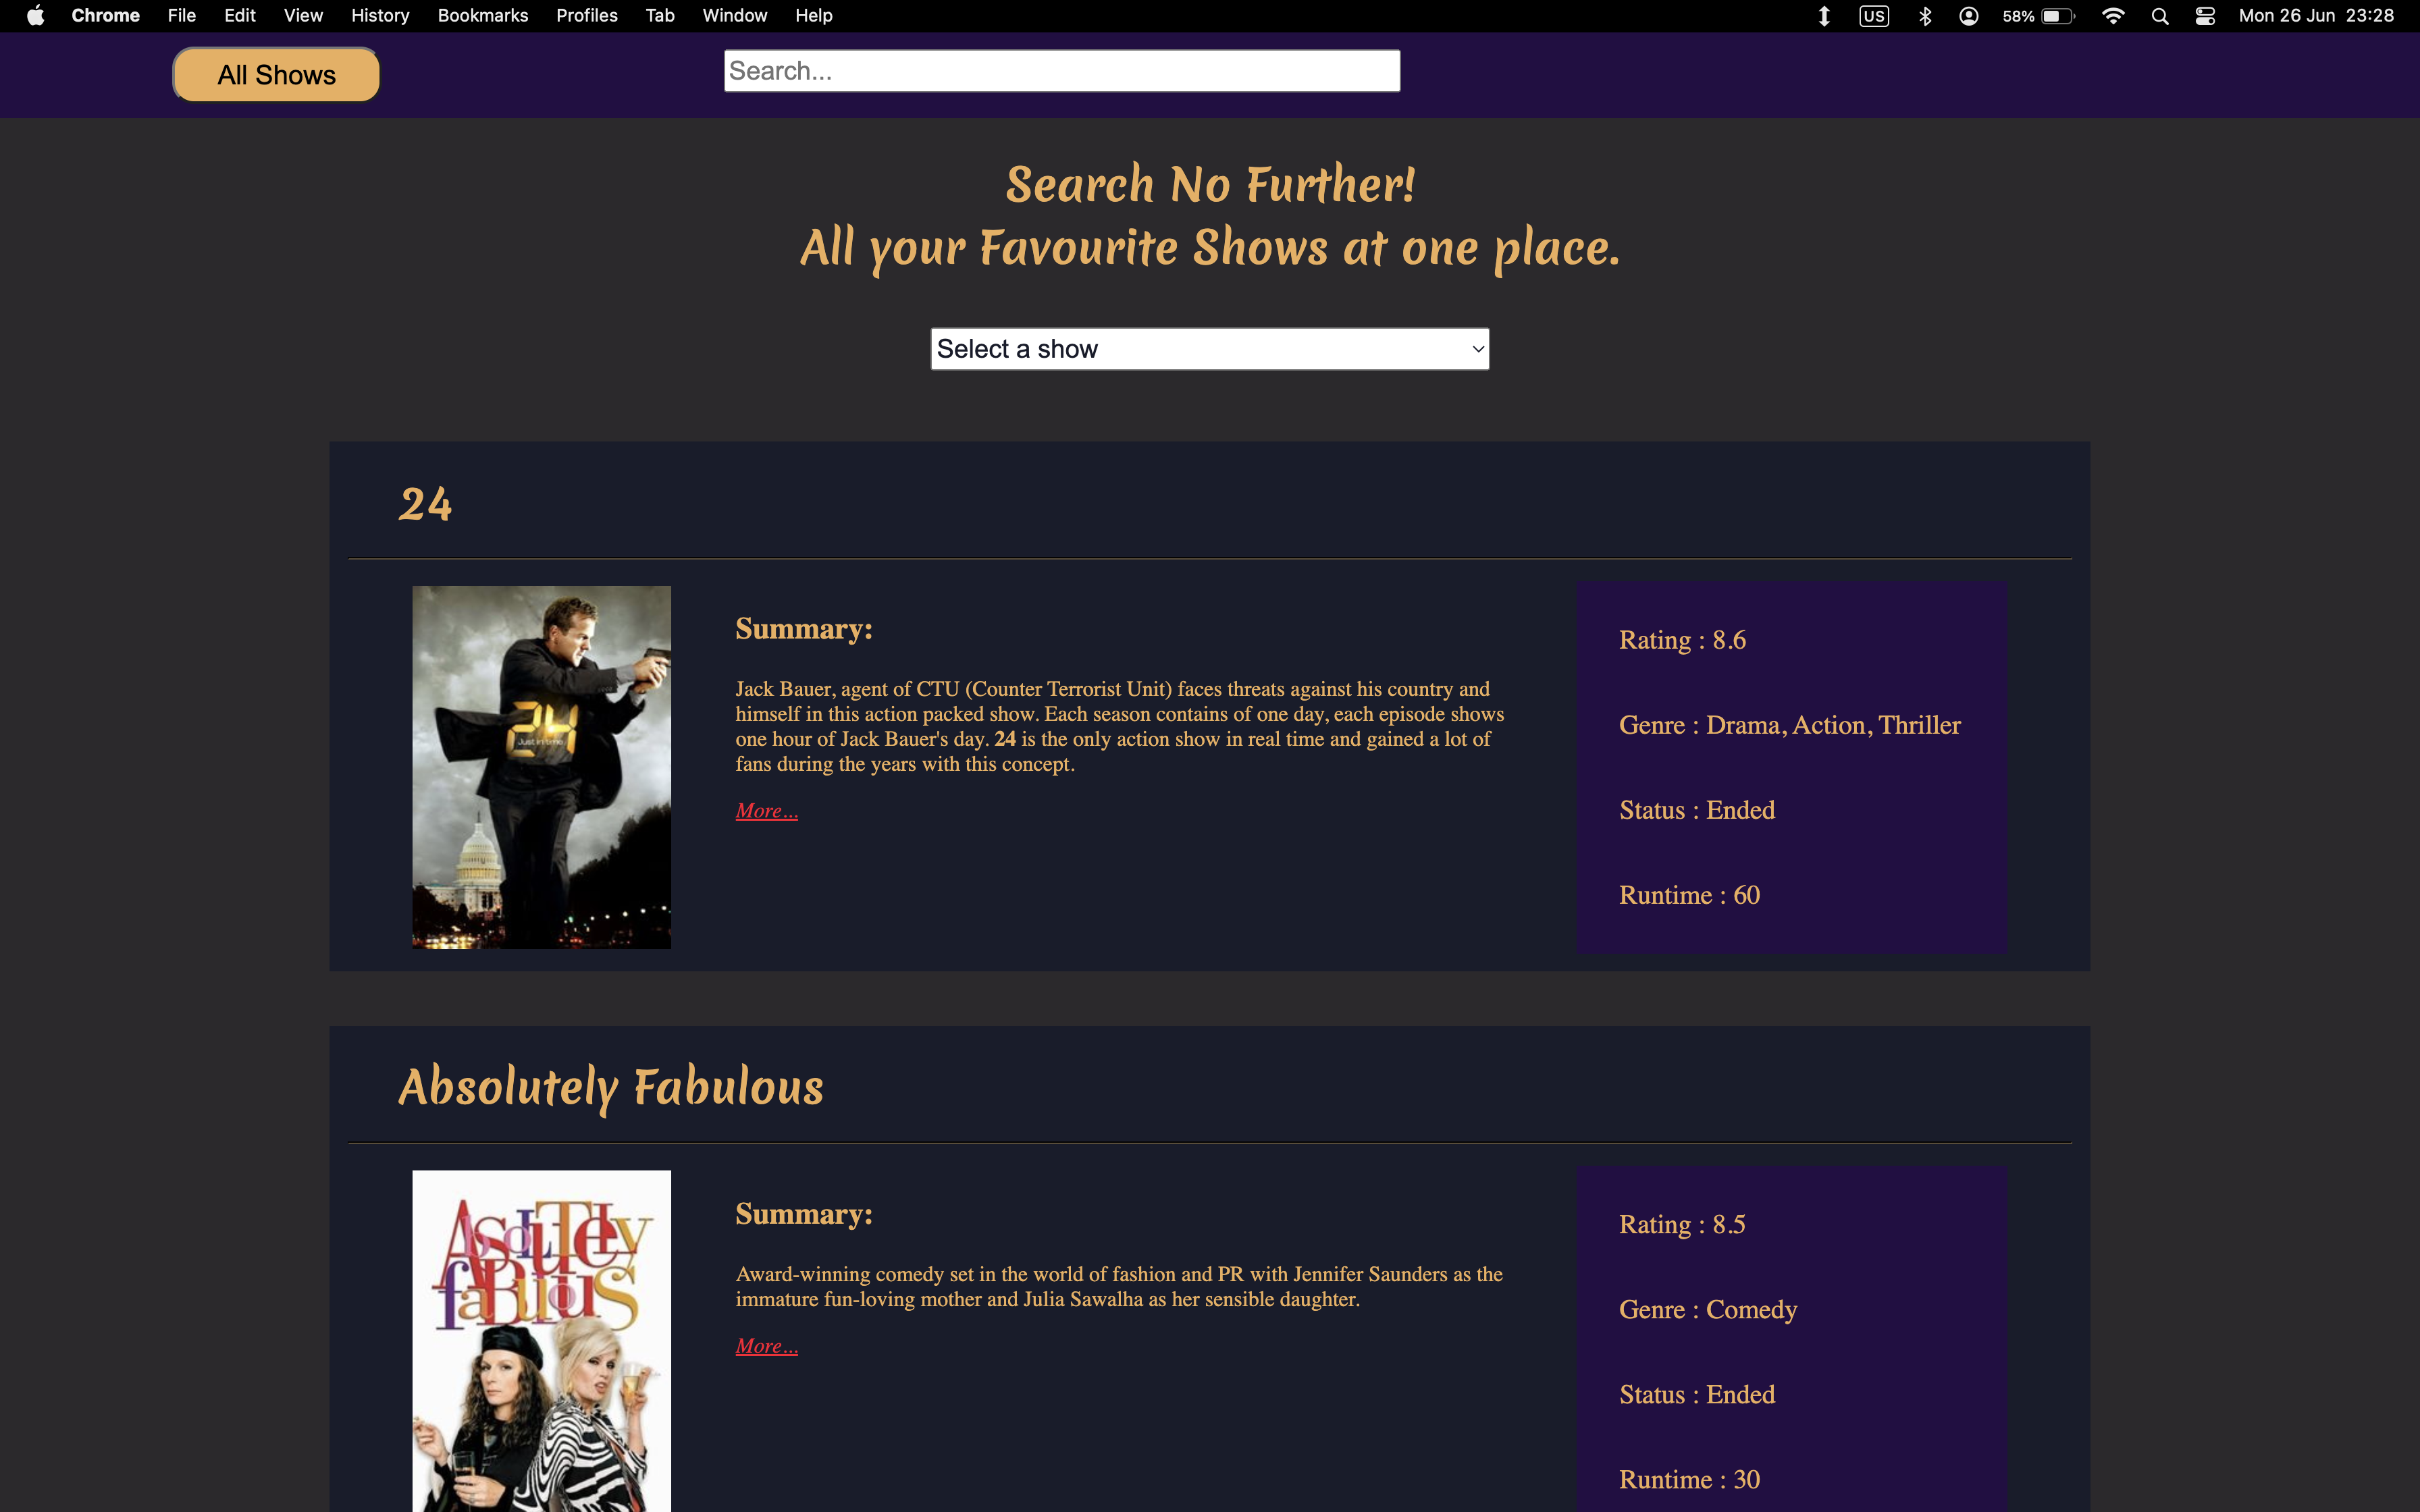 Chrome File Edit View History Bookmarks Profiles Tab Window Help US 58% Mon 26 Jun 23:28
All Shows
Search...
Search No Further!
All your Favourite Shows at one place.
Select a show
24
24
Just in time
Summary:
Jack Bauer, agent of CTU (Counter Terrorist Unit) faces threats against his country and
himself in this action packed show. Each season contains of one day, each episode shows
one hour of Jack Bauer's day. 24 is the only action show in real time and gained a lot of
fans during the years with this concept.
More...
Rating : 8.6
Genre : Drama, Action, Thriller
Status : Ended
Runtime : 60
Absolutely Fabulous
AbsoluTely
faBulouS
Summary:
Award-winning comedy set in the world of fashion and PR with Jennifer Saunders as the
immature fun-loving mother and Julia Sawalha as her sensible daughter.
More...
Rating : 8.5
Genre : Comedy
Status : Ended
Runtime : 30